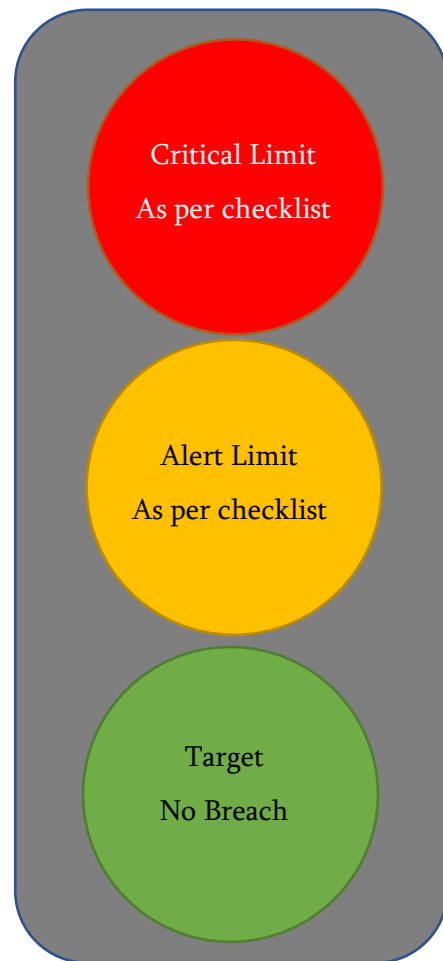 Critical Limit
As per checklist
Alert Limit
As per checklist
Target
No Breach